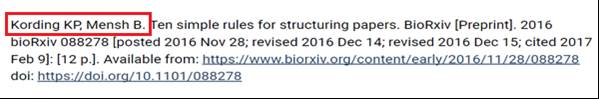 Kording KP, Mensh B. Ten simple rules for structuring papers. BioRxiv [Preprint]. 2016
bioRxiv 088278 [posted 2016 Nov 28; revised 2016 Dec 14; revised 2016 Dec 15; cited 2017
Feb 9]: [12 p.]. Available from: https://www.biorxiv.org/content/early/2016/11/28/088278
doi: https://doi.org/10.1101/088278